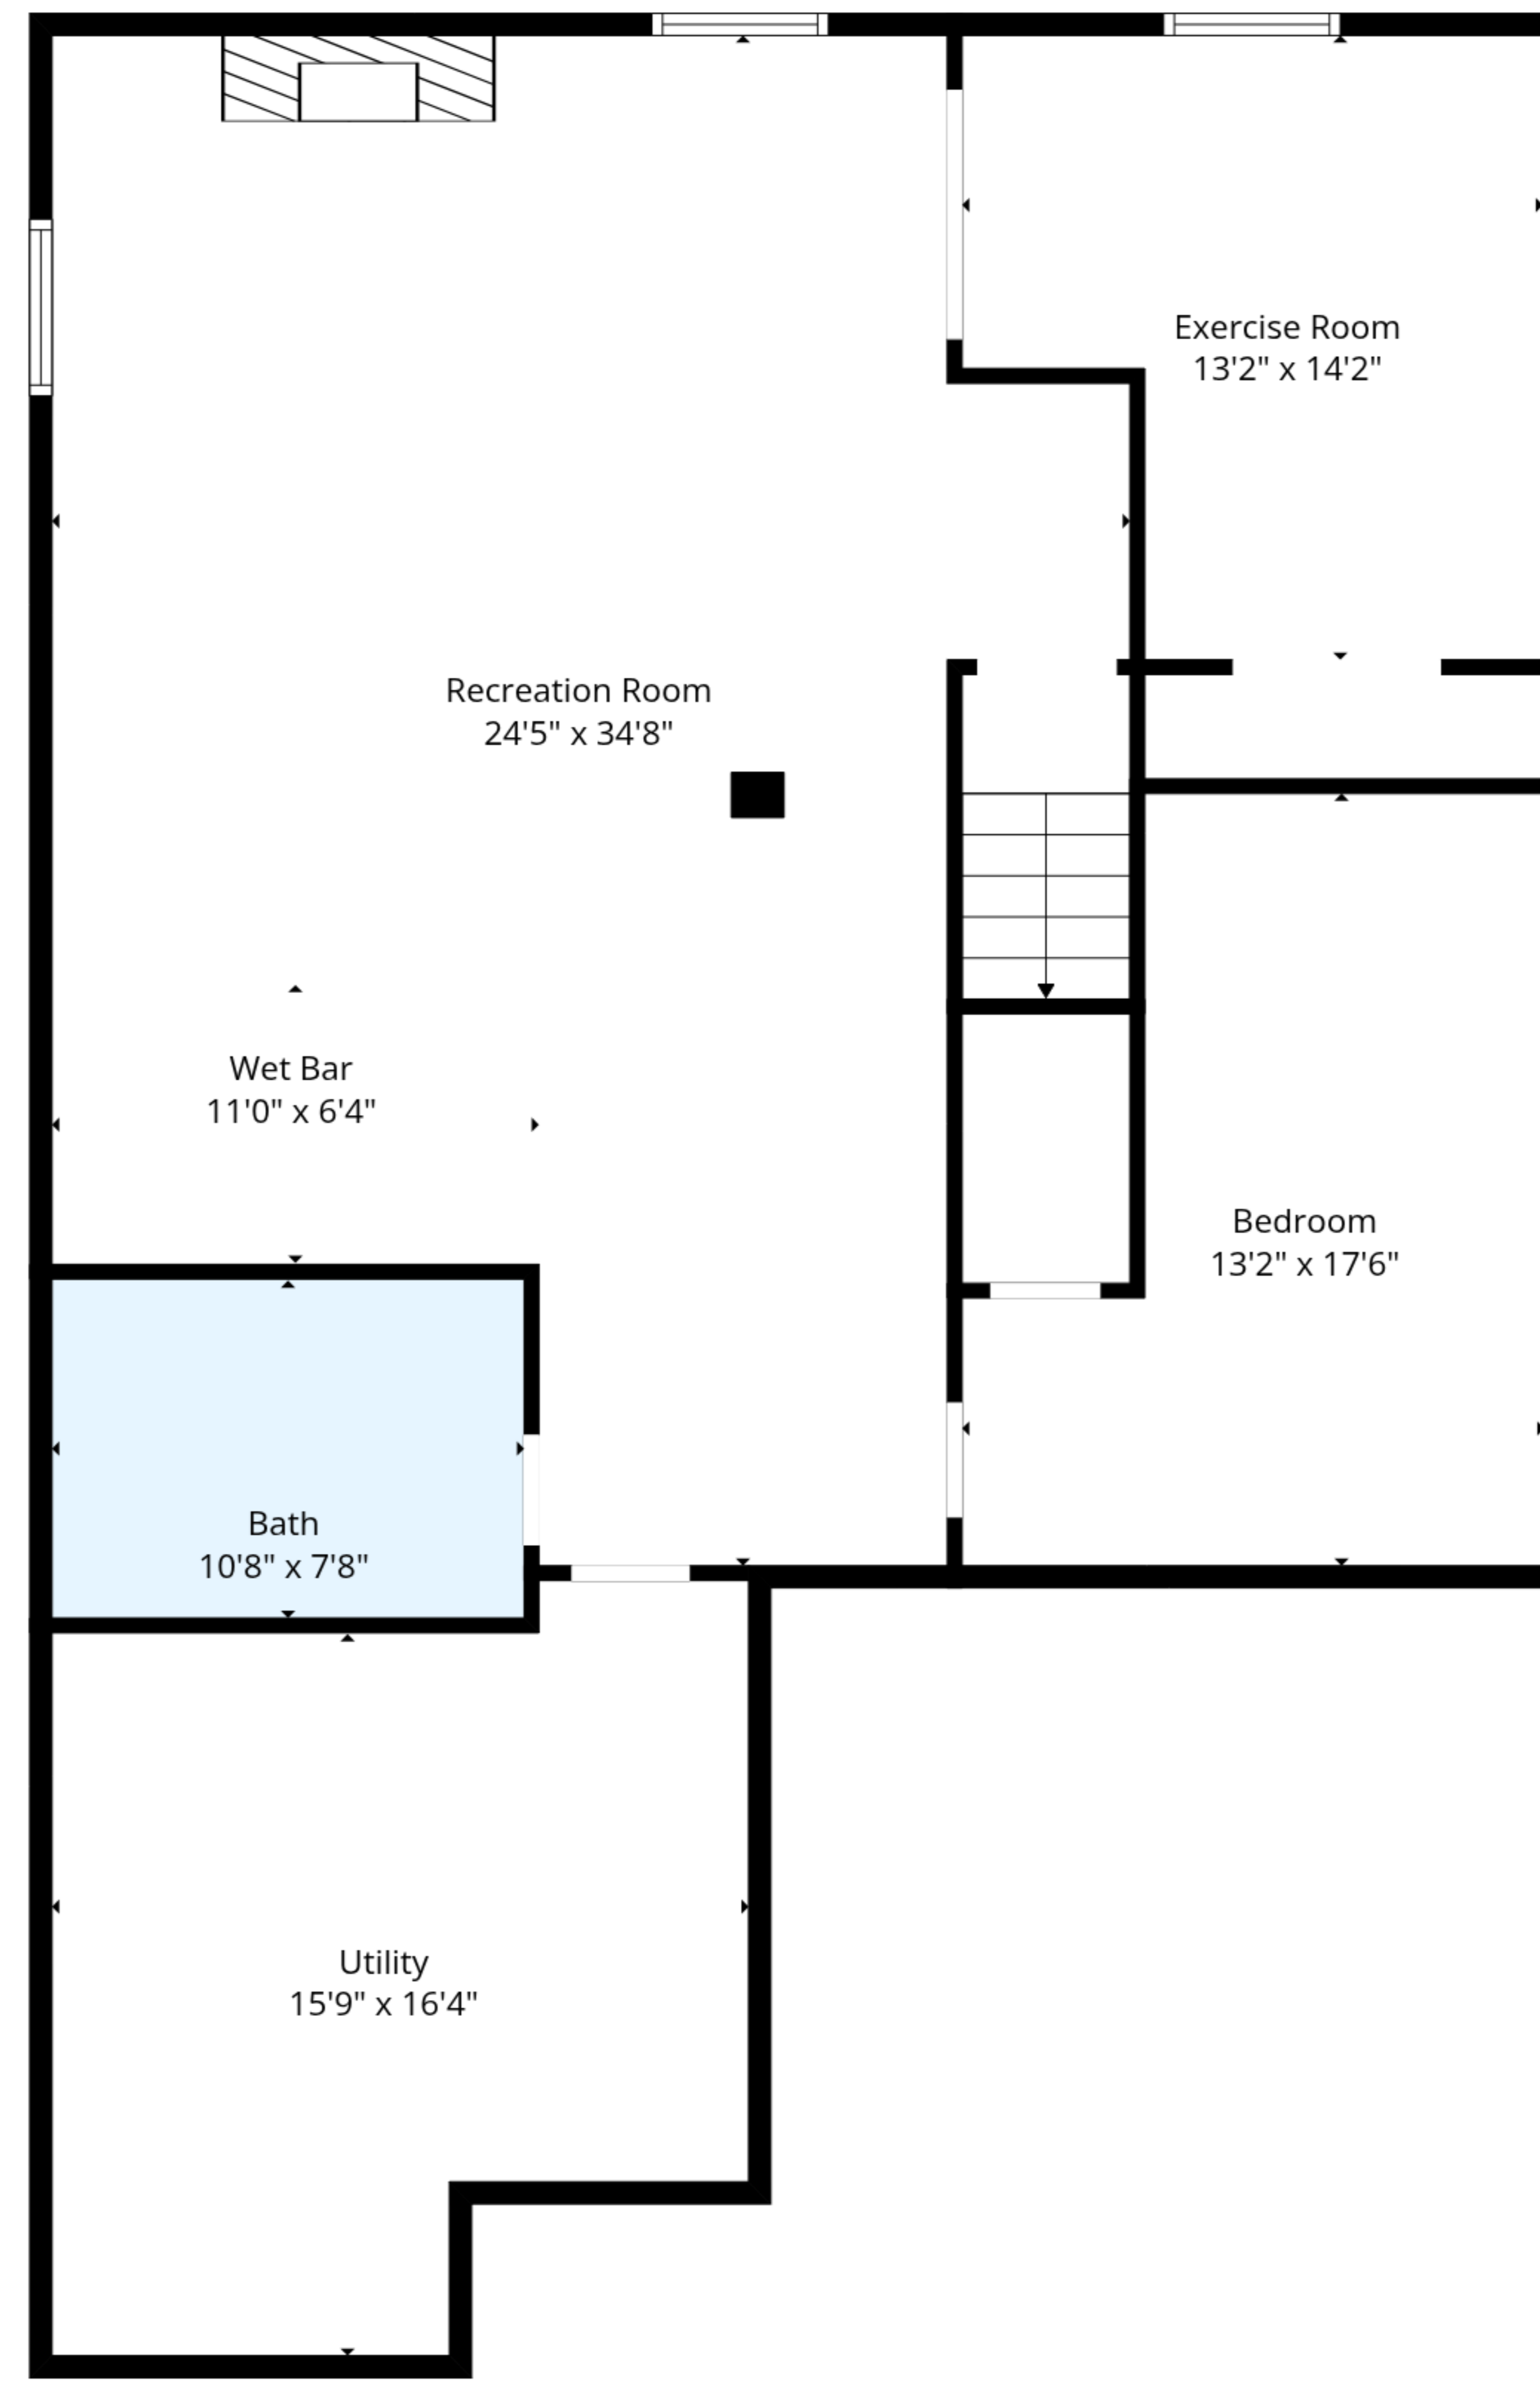 Exercise Room
13'2" x 14'2"
Recreation Room
24'5" x 34'8"
Wet Bar
11'0" x 6'4"
Bedroom
13'2" x 17'6"
Bath
10'8" x 7'8"
Utility
15'9" x 16'4"